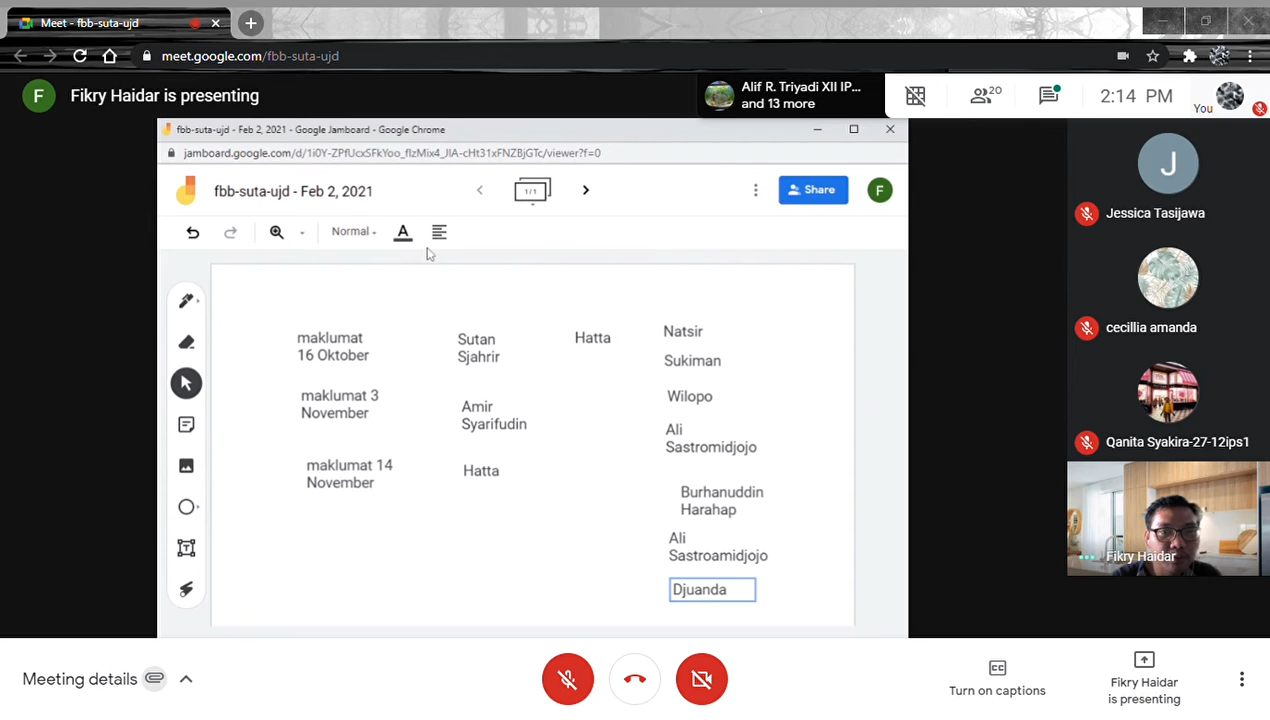 Meet - fbb-suta-ujd
meet.google.com/fbb-suta-ujd
F
Fikry Haidar is presenting
Alif R. Triyadi XII IP...
and 13 more
20
2:14 PM
You
fbb-suta-ujd - Feb 2, 2021 - Google Jamboard - Google Chrome
jamboard.google.com/d/1i0Y-ZPfUcxSFkYoo_fIzMix4_JIA-cHt31xFNZBjGTc/viewer?f=0
fbb-suta-ujd - Feb 2, 2021
1/1
Share
F
Normal
A
maklumat
16 Oktober
maklumat 3
November
maklumat 14
November
Sutan
Sjahrir
Amir
Syarifudin
Hatta
Hatta
Natsir
Sukiman
Wilopo
Ali
Sastromidjojo
Burhanuddin
Harahap
Ali
Sastroamidjojo
Djuanda
J
Jessica Tasijawa
cecillia amanda
Qanita Syakira-27-12ips1
Fikry Haidar
Meeting details
Turn on captions
Fikry Haidar
is presenting